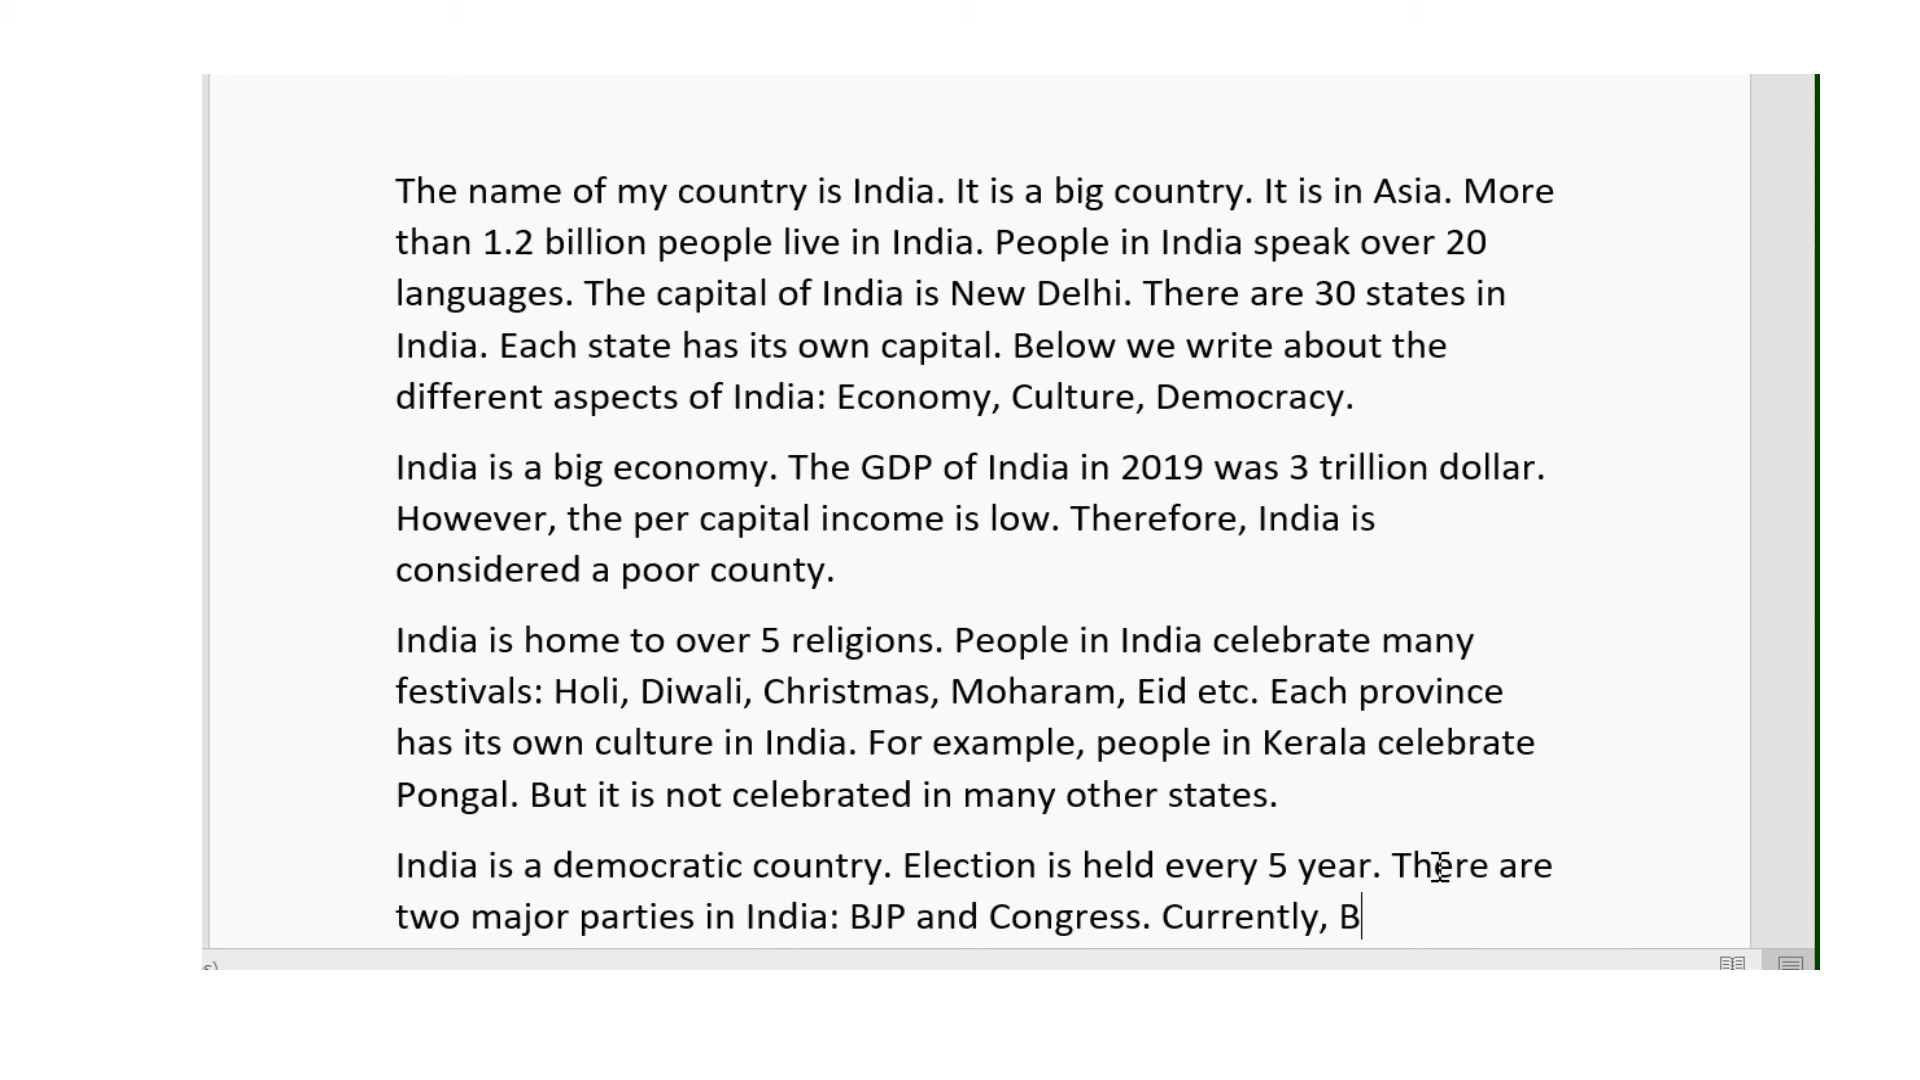 The name of my country is India. It is a big country. It is in Asia. More
than 1.2 billion people live in India. People in India speak over 20
languages. The capital of India is New Delhi. There are 30 states in
India. Each state has its own capital. Below we write about the
different aspects of India: Economy, Culture, Democracy.
India is a big economy. The GDP of India in 2019 was 3 trillion dollar.
However, the per capital income is low. Therefore, India is
considered a poor county.
India is home to over 5 religions. People in India celebrate many
festivals: Holi, Diwali, Christmas, Moharam, Eid etc. Each province
has its own culture in India. For example, people in Kerala celebrate
Pongal. But it is not celebrated in many other states.
India is a democratic country. Election is held every 5 year. There are
two major parties in India: BJP and Congress. Currently, B